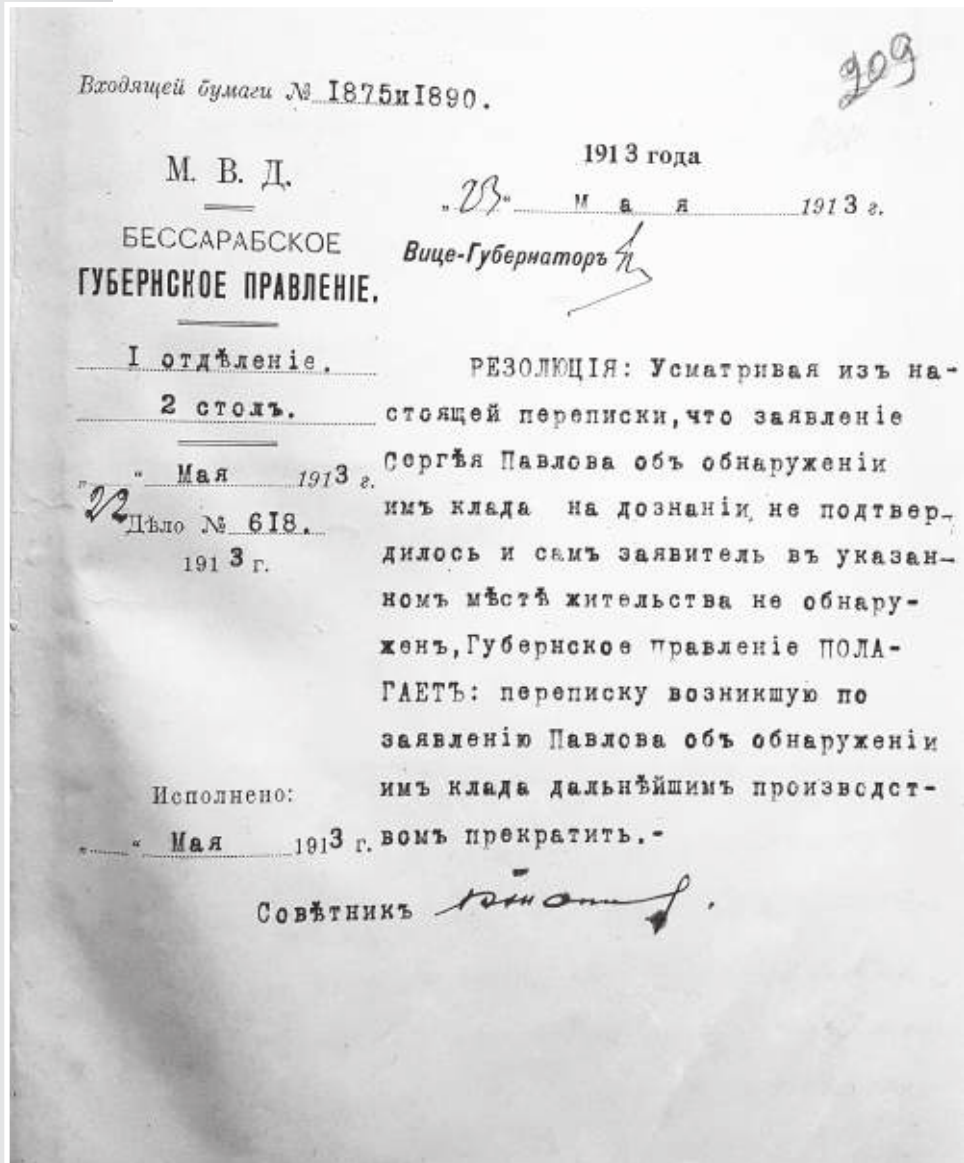 909
Входящей бумаги № 1875и1890.
М. В. Д.
БЕССАРАБСКОЕ
ГУБЕРНСКОЕ ПРАВЛЕНІЕ.
I отдѣленіе.
2 столъ.
„22“ Мая 1913 г.
Дѣло № 618.
1913 г.
Исполнено:
„ “ Мая 1913 г.
1913 года
„23“ Мая 1913 г.
Вице-Губернаторъ
РЕЗОЛЮЦІЯ: Усматривая изъ на-
стоящей переписки,что заявленіе
Сергѣя Павлова объ обнаруженіи
имъ клада на дознаніи не подтвер-
дилось и самъ заявитель въ указан-
номъ мѣстѣ жительства не обнару-
женъ,Губернское правленіе ПОЛА-
ГАЕТЪ: переписку возникшую по
заявленію Павлова объ обнаруженіи
имъ клада дальнѣйшимъ производст-
вомъ прекратить.-
Совѣтникъ